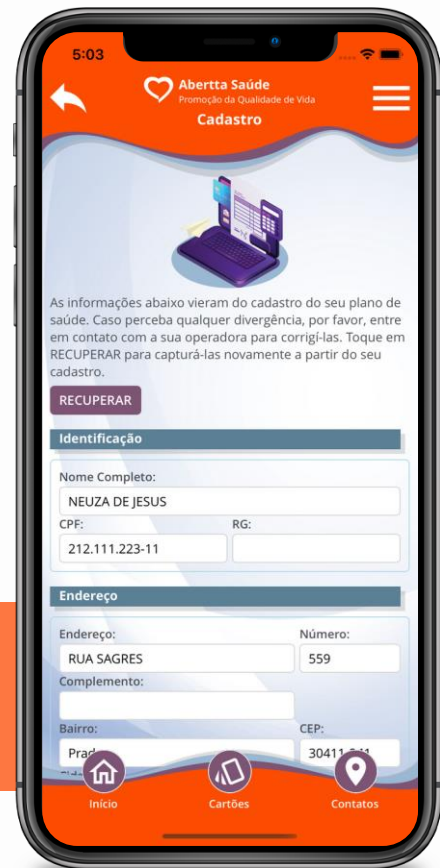 5:03
Abertta Saúde
Promoção da Qualidade de Vida
Cadastro
As informações abaixo vieram do cadastro do seu plano de
saúde. Caso perceba qualquer divergência, por favor, entre
em contato com a sua operadora para corrigí-las. Toque em
RECUPERAR para capturá-las novamente a partir do seu
cadastro.
RECUPERAR
Identificação
Nome Completo:
NEUZA DE JESUS
CPF: RG:
212.111.223-11
Endereço
Endereço: Número:
RUA SAGRES 559
Complemento:
Bairro: CEP:
Início Cartões Contatos